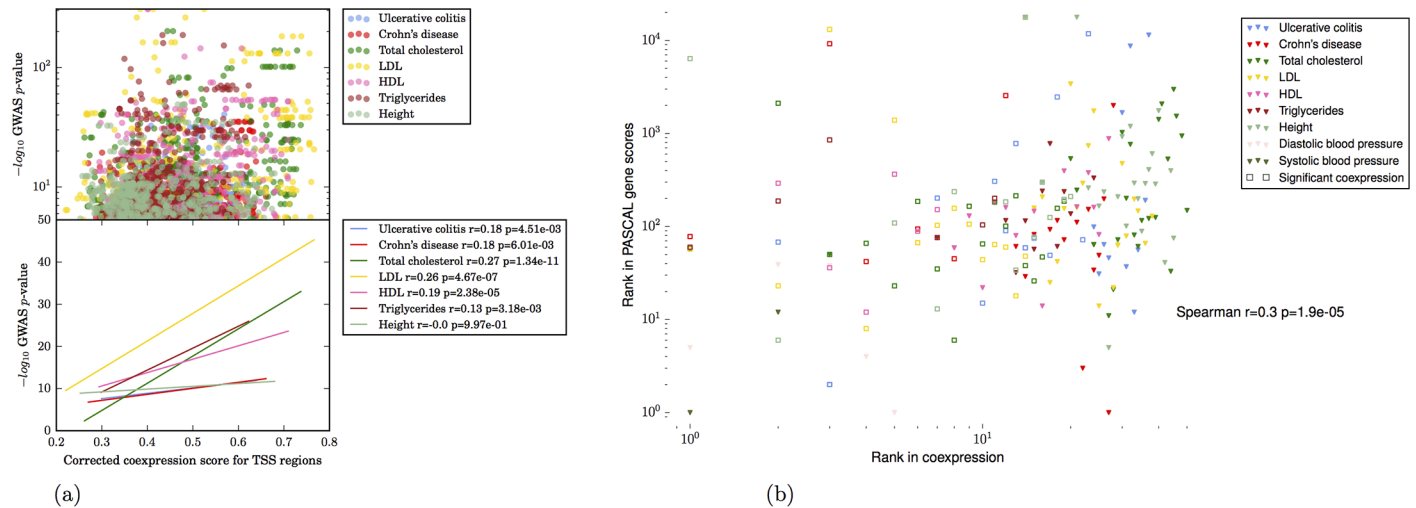 10²
10¹
−log₁₀ GWAS p-value
Ulcerative colitis
Crohn's disease
Total cholesterol
LDL
HDL
Triglycerides
Height
50
40
30
20
10
0
−log₁₀ GWAS p-value
0.2 0.3 0.4 0.5 0.6 0.7 0.8
Corrected coexpression score for TSS regions
Ulcerative colitis r=0.18 p=4.51e-03
Crohn's disease r=0.18 p=6.01e-03
Total cholesterol r=0.27 p=1.34e-11
LDL r=0.26 p=4.67e-07
HDL r=0.19 p=2.38e-05
Triglycerides r=0.13 p=3.18e-03
Height r=-0.0 p=9.97e-01
(a)
10⁴
10³
10²
10¹
10⁰
Rank in PASCAL gene scores
10⁰ 10¹
Rank in coexpression
Spearman r=0.3 p=1.9e-05
Ulcerative colitis
Crohn's disease
Total cholesterol
LDL
HDL
Triglycerides
Height
Diastolic blood pressure
Systolic blood pressure
Significant coexpression
(b)